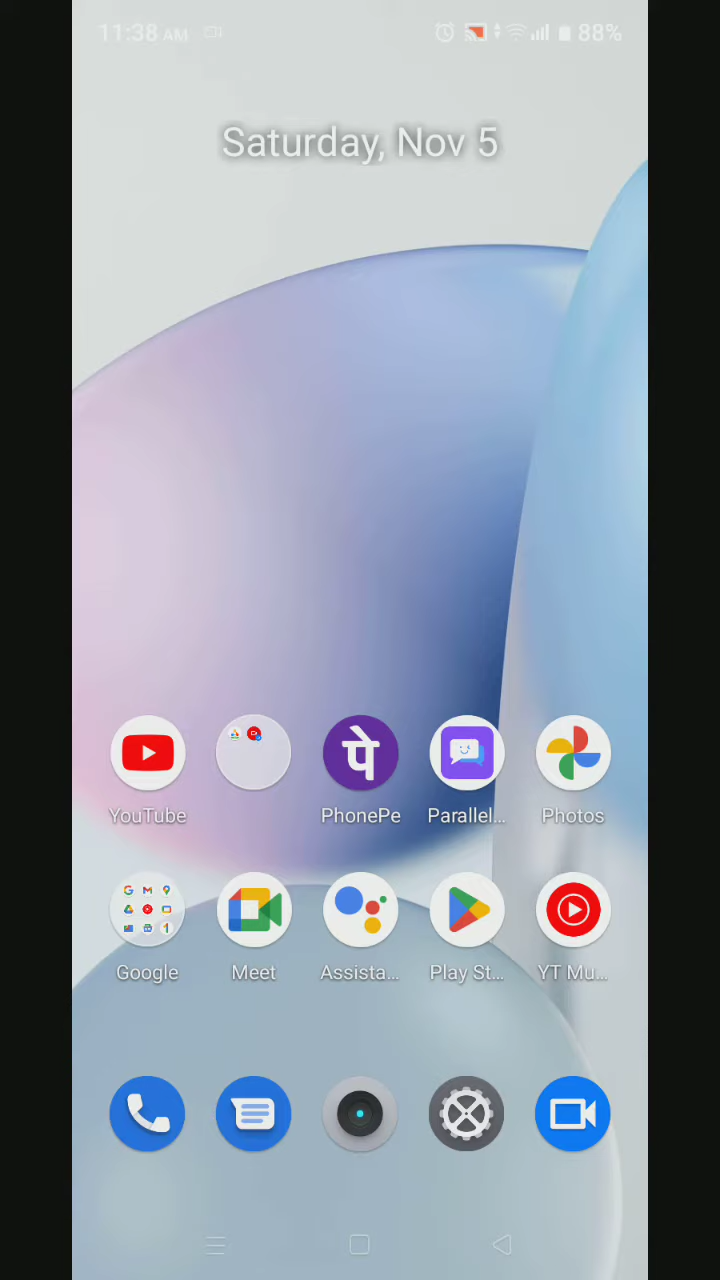 11:38 AM 88%
Saturday, Nov 5
पे
YouTube PhonePe Parallel... Photos
Google Meet Assista... Play St... YT Mu...